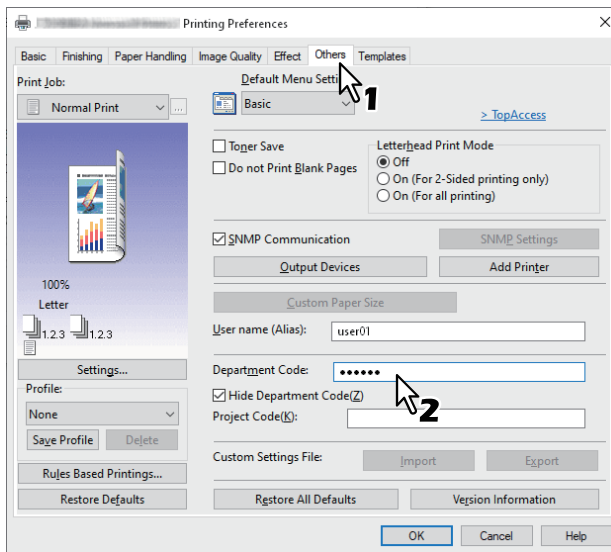 Printing Preferences
Basic Finishing Paper Handling Image Quality Effect Others Templates
Print Job:
Normal Print
...
100%
Letter
1.2.3 1.2.3
Settings...
Profile:
None
Save Profile Delete
Rules Based Printings...
Restore Defaults
Default Menu Setti
Basic
1
> TopAccess
Toner Save
Do not Print Blank Pages
Letterhead Print Mode
Off
On (For 2-Sided printing only)
On (For all printing)
SNMP Communication SNMP Settings
Output Devices Add Printer
Custom Paper Size
User name (Alias): user01
Department Code: ••••••
2
Hide Department Code(Z)
Project Code(K):
Custom Settings File: Import Export
Restore All Defaults Version Information
OK Cancel Help